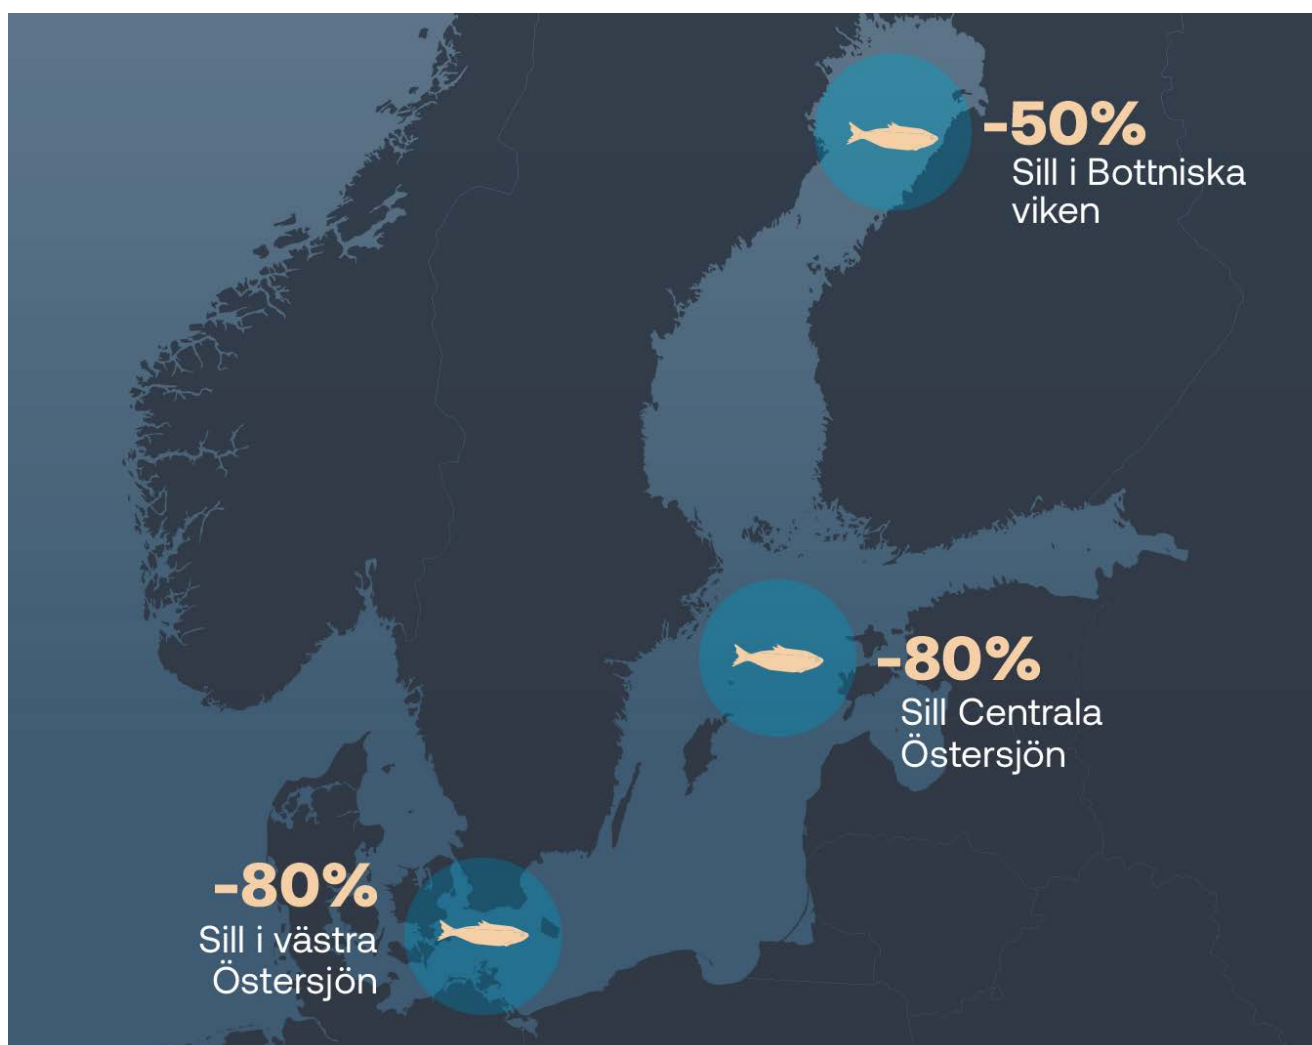 -50%
Sill i Bottniska
viken
-80%
Sill Centrala
Östersjön
-80%
Sill i västra
Östersjön